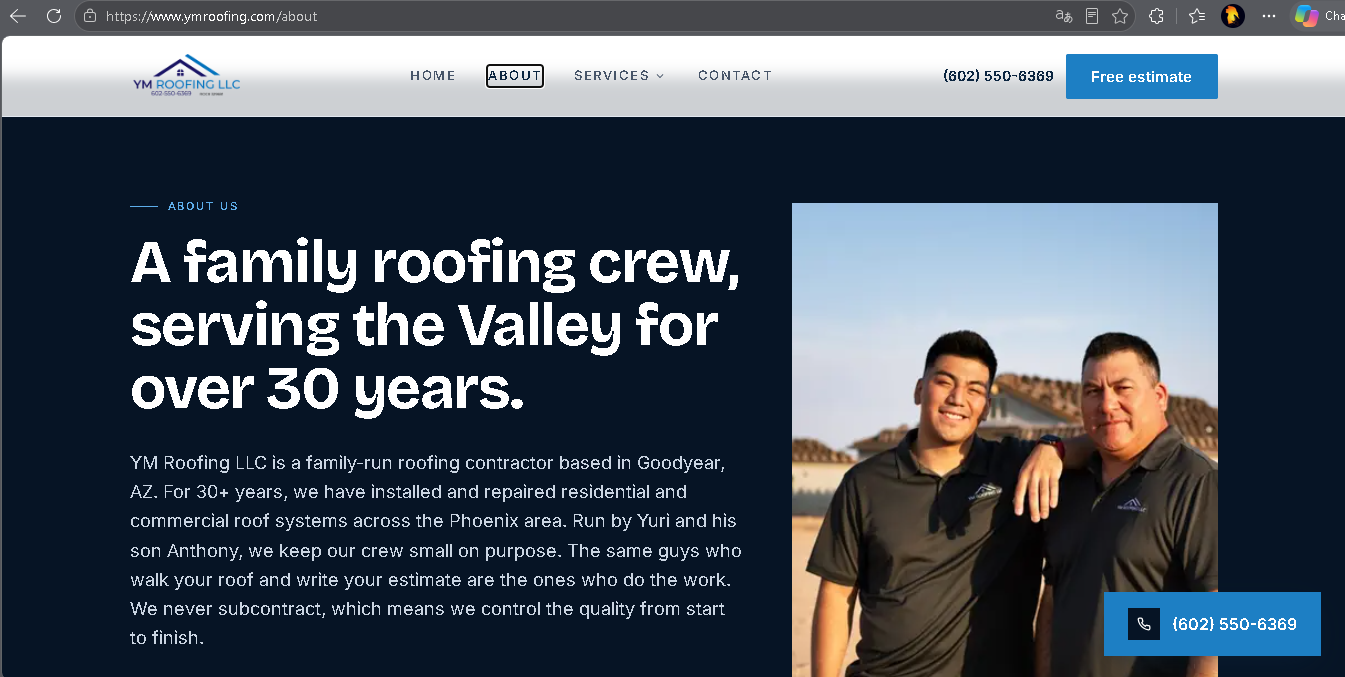 https://www.ymroofing.com/about
Cha
YM ROOFING LLC
602-550-6369
HOME
ABOUT
SERVICES
CONTACT
(602) 550-6369
Free estimate
ABOUT US
A family roofing crew,
serving the Valley for
over 30 years.
YM Roofing LLC is a family-run roofing contractor based in Goodyear,
AZ. For 30+ years, we have installed and repaired residential and
commercial roof systems across the Phoenix area. Run by Yuri and his
son Anthony, we keep our crew small on purpose. The same guys who
walk your roof and write your estimate are the ones who do the work.
We never subcontract, which means we control the quality from start
to finish.
(602) 550-6369